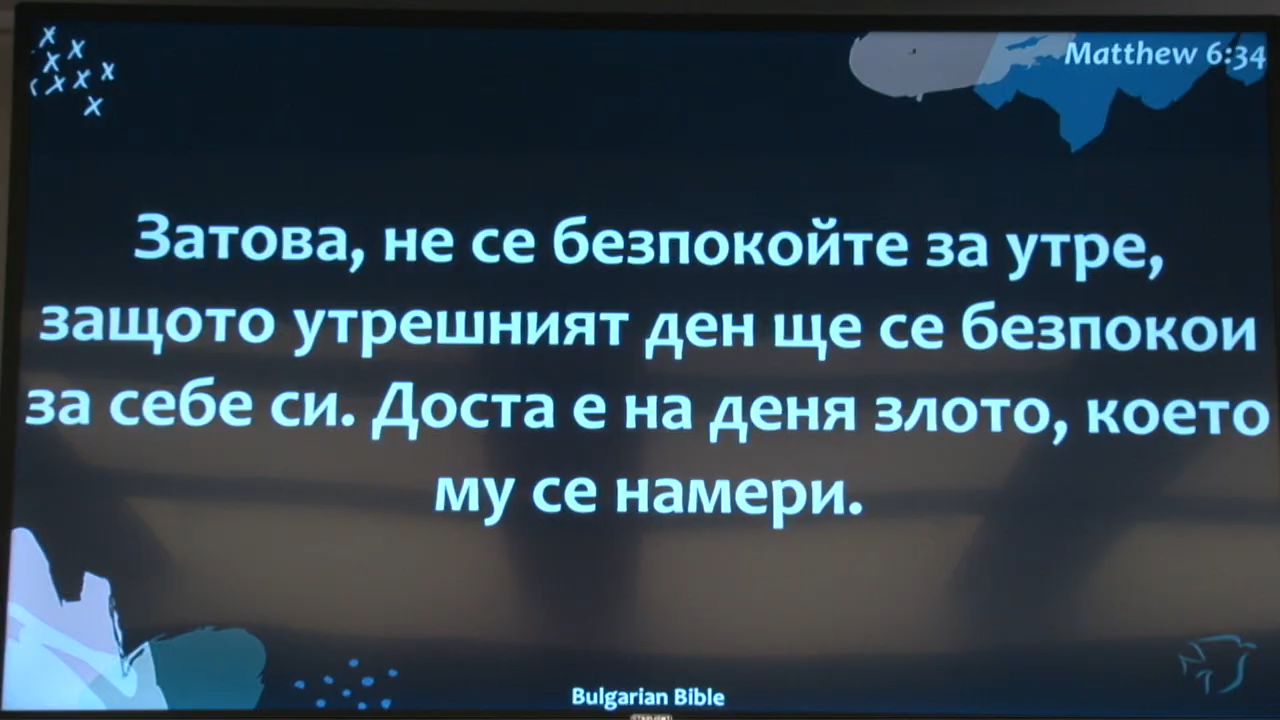 Matthew 6:34
Затова, не се безпокойте за утре,
защото утрешният ден ще се безпокои
за себе си. Доста е на деня злото, което
му се намери.
Bulgarian Bible